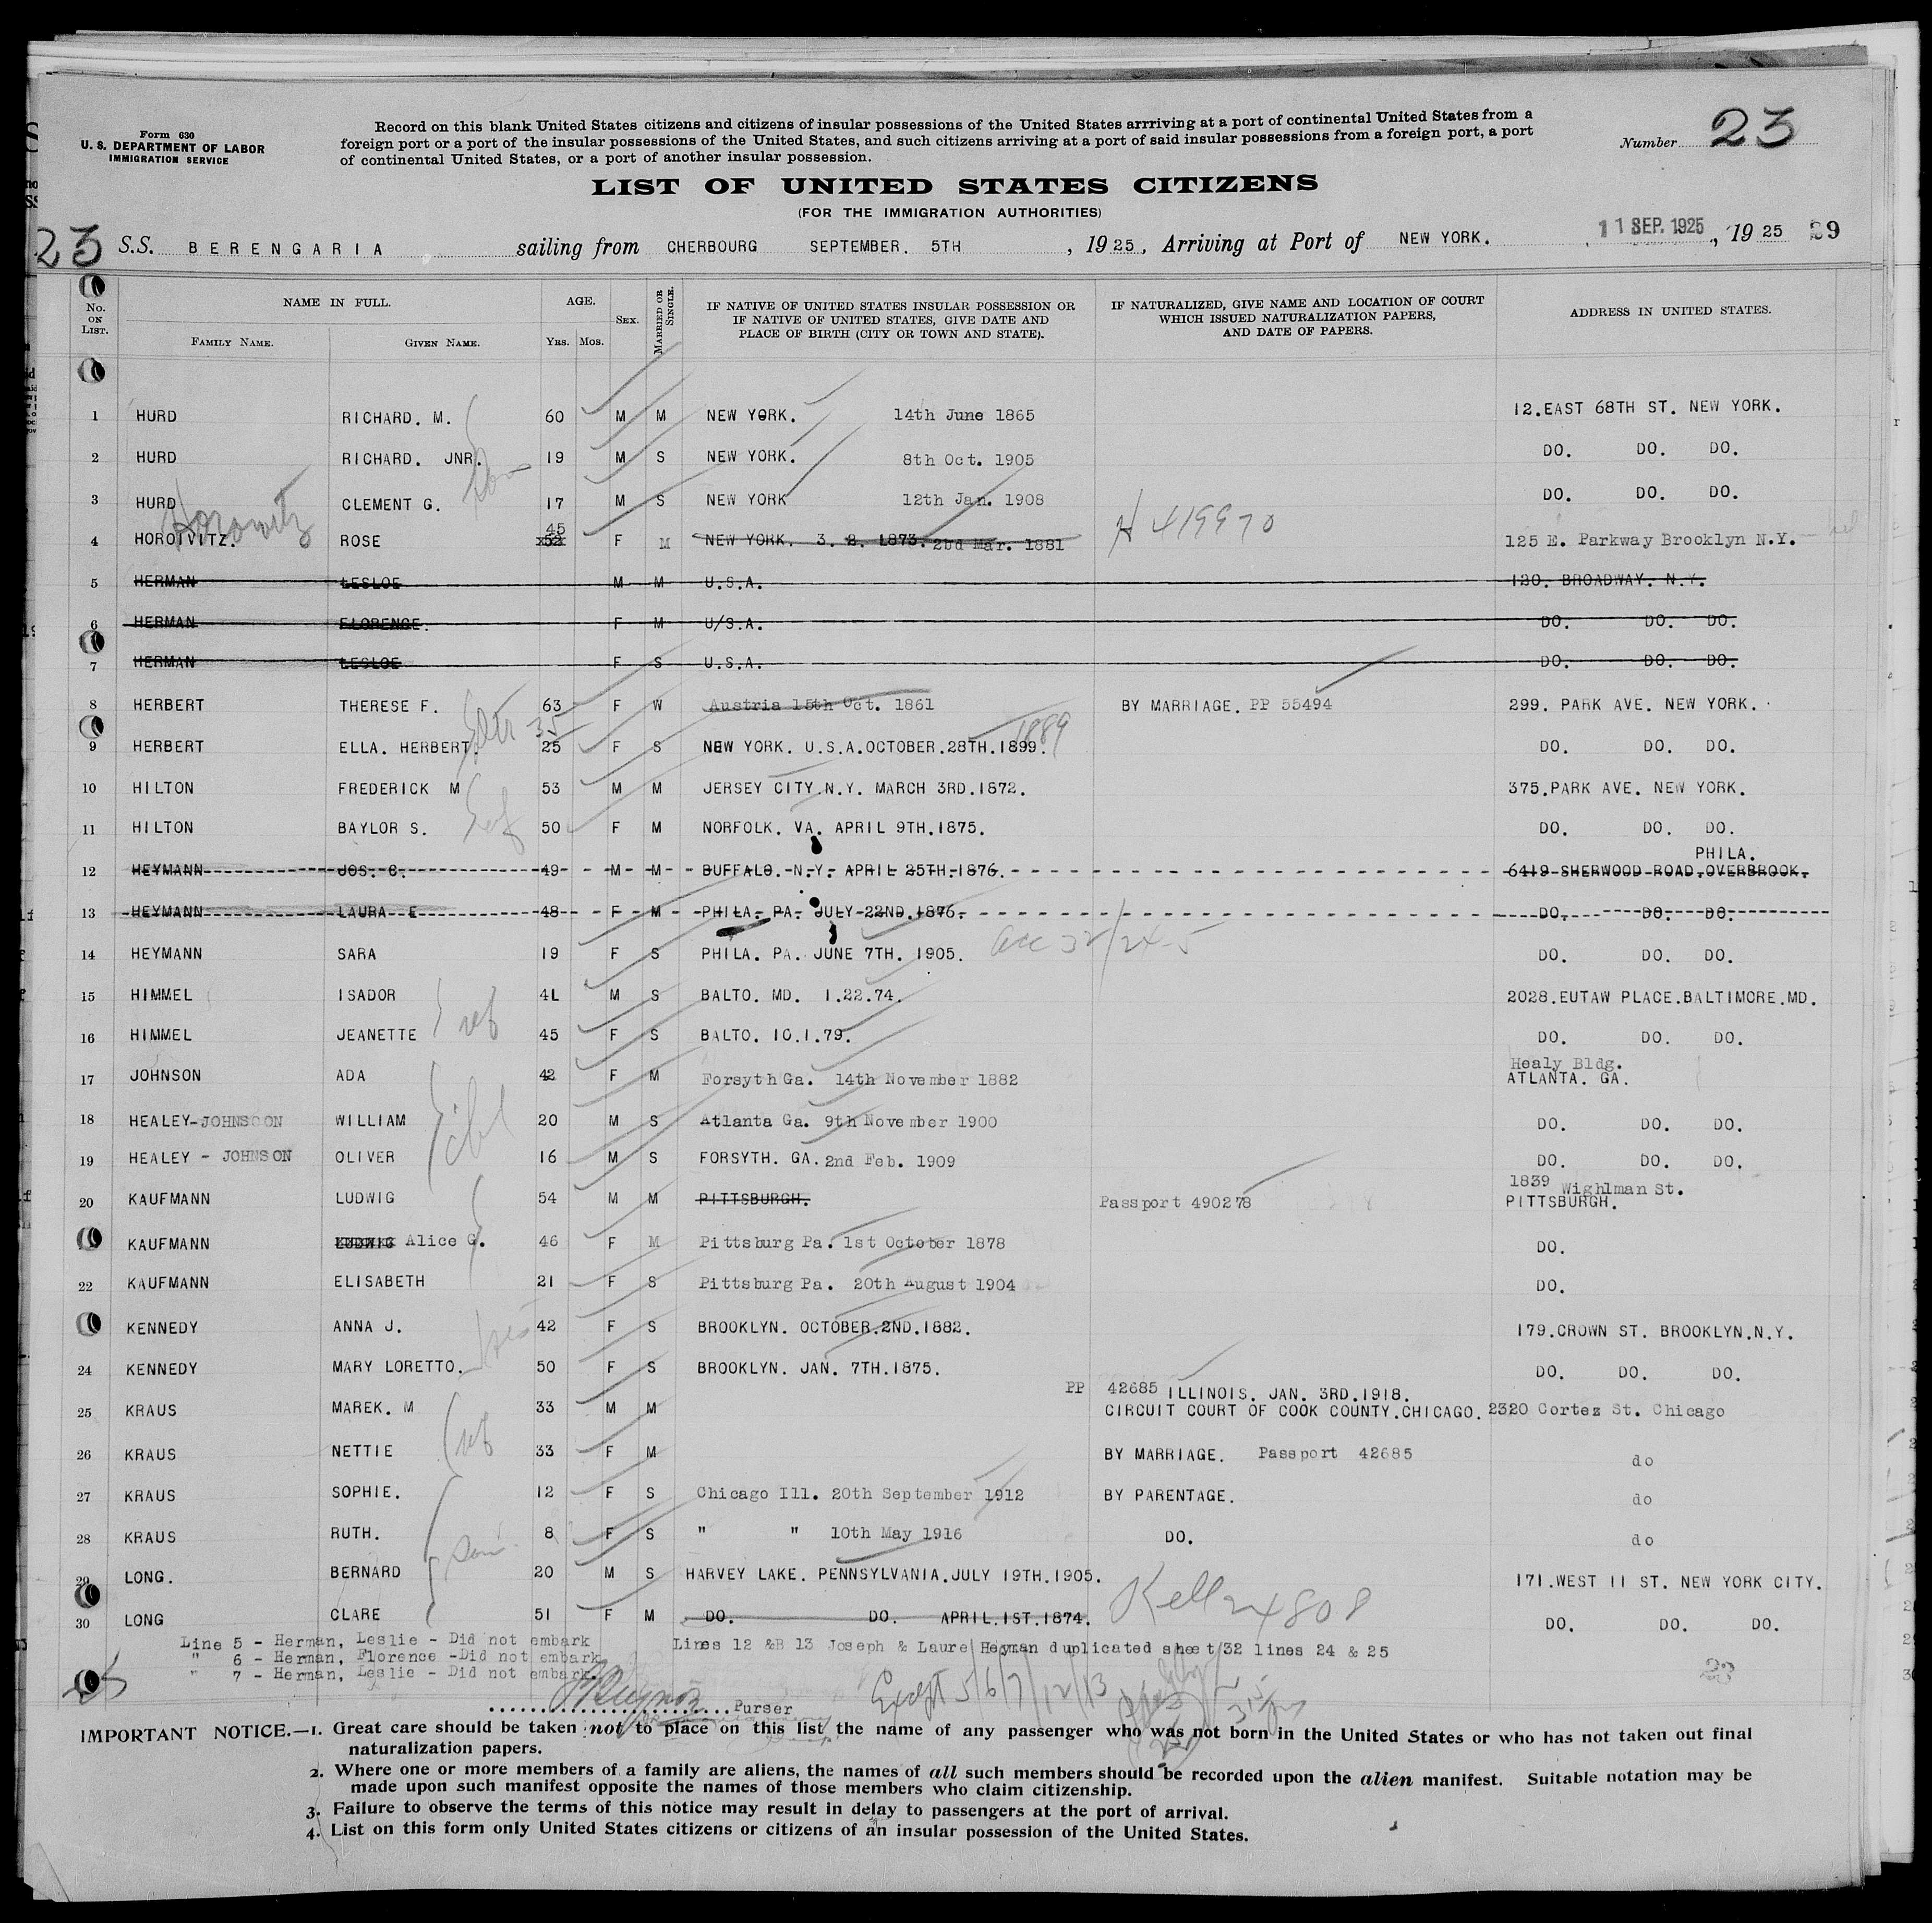 Form 630
U. S. DEPARTMENT OF LABOR
IMMIGRATION SERVICE
Record on this blank United States citizens and citizens of insular possessions of the United States arrriving at a port of continental United States from a
foreign port or a port of the insular possessions of the United States, and such citizens arriving at a port of said insular possessions from a foreign port, a port
of continental United States, or a port of another insular possession.
Number 23
LIST OF UNITED STATES CITIZENS
(FOR THE IMMIGRATION AUTHORITIES)
23 S.S. BERENGARIA sailing from CHERBOURG SEPTEMBER. 5TH , 1925, Arriving at Port of NEW YORK. 11 SEP. 1925 , 1925 89
No. ON LIST. NAME IN FULL. FAMILY NAME. GIVEN NAME. AGE. YRS. MOS. SEX. MARRIED OR SINGLE. IF NATIVE OF UNITED STATES INSULAR POSSESSION OR IF NATIVE OF UNITED STATES, GIVE DATE AND PLACE OF BIRTH (CITY OR TOWN AND STATE). IF NATURALIZED, GIVE NAME AND LOCATION OF COURT WHICH ISSUED NATURALIZATION PAPERS, AND DATE OF PAPERS. ADDRESS IN UNITED STATES.
1 HURD RICHARD. M. 60 M M NEW YORK. 14th June 1865 12.EAST 68TH ST. NEW YORK.
2 HURD RICHARD. JNR. 19 M S NEW YORK. 8th Oct. 1905 DO. DO. DO.
3 HURD CLEMENT G. 17 M S NEW YORK 12th Jan. 1908 DO. DO. DO.
Horowitz 45 H 419970
4 HOROIVITZ. ROSE 52 F M NEW YORK. 3. 2. 1873. 2bd Mar. 1881 125 E. Parkway Brooklyn N.Y.
5 HERMAN LESLOE M M U.S.A. 120. BROADWAY. N.Y.
6 HERMAN FLORENCE. F M U/S.A. DO. DO. DO.
7 HERMAN LESLOE F S U.S.A. DO. DO. DO.
8 HERBERT THERESE F. 63 F W Austria 15th Oct. 1861 BY MARRIAGE. PP 55494 299. PARK AVE. NEW YORK.
35 1889
9 HERBERT ELLA. HERBERT. 25 F S NEW YORK. U.S.A.OCTOBER.28TH.1899. DO. DO. DO.
10 HILTON FREDERICK M 53 M M JERSEY CITY.N.Y. MARCH 3RD.1872. 375.PARK AVE. NEW YORK.
11 HILTON BAYLOR S. 50 F M NORFOLK. VA. APRIL 9TH.1875. DO. DO. DO.
PHILA.
12 HEYMANN JOS. C. 49 M M BUFFALO. N.Y. APRIL 25TH.1876. 6419 SHERWOOD ROAD.OVERBROOK.
13 HEYMANN LAURA E 48 F M PHILA. PA. JULY 22ND.1876. DO. DO. DO.
14 HEYMANN SARA 19 F S PHILA. PA. JUNE 7TH. 1905. DO. DO. DO.
15 HIMMEL ISADOR 4L M S BALTO. MD. 1.22.74. 2028.EUTAW PLACE.BALTIMORE.MD.
16 HIMMEL JEANETTE 45 F S BALTO. 10.1.79. DO. DO. DO.
Healy Bldg.
17 JOHNSON ADA 42 F M Forsyth Ga. 14th November 1882 ATLANTA. GA.
18 HEALEY-JOHNSOON WILLIAM 20 M S Atlanta Ga. 9th November 1900 DO. DO. DO.
19 HEALEY - JOHNSON OLIVER 16 M S FORSYTH. GA. 2nd Feb. 1909 DO. DO. DO.
1839 Wighlman St.
20 KAUFMANN LUDWIG 54 M M PITTSBURGH. Passport 490278 PITTSBURGH.
KAUFMANN LUDWIG Alice G. 46 F M Pittsburg Pa. 1st October 1878 DO.
22 KAUFMANN ELISABETH 21 F S Pittsburg Pa. 20th August 1904 DO.
KENNEDY ANNA J. 42 F S BROOKLYN. OCTOBER.2ND.1882. 179.CROWN ST. BROOKLYN.N.Y.
24 KENNEDY MARY LORETTO. 50 F S BROOKLYN. JAN. 7TH.1875. DO. DO. DO.
PP 42685 ILLINOIS. JAN. 3RD.1918.
25 KRAUS MAREK. M 33 M M CIRCUIT COURT OF COOK COUNTY.CHICAGO. 2320 Cortez St. Chicago
26 KRAUS NETTIE 33 F M BY MARRIAGE. Passport 42685 do
27 KRAUS SOPHIE. 12 F S Chicago Ill. 20th September 1912 BY PARENTAGE. do
28 KRAUS RUTH. 8 F S " " 10th May 1916 DO. do
29 LONG. BERNARD 20 M S HARVEY LAKE. PENNSYLVANIA.JULY 19TH.1905. 171.WEST 11 ST. NEW YORK CITY.
30 LONG CLARE 51 F M DO. DO. APRIL.1ST.1874. DO. DO. DO.
Line 5 - Herman, Leslie - Did not embark Lines 12 &B 13 Joseph & Laure Heyman duplicated sheet 32 lines 24 & 25
" 6 - Herman, Florence -Did not embark
" 7 - Herman, Leslie - Did not embark.
Except 5/6/7/12/13
Purser
IMPORTANT NOTICE.—1. Great care should be taken not to place on this list the name of any passenger who was not born in the United States or who has not taken out final
naturalization papers.
2. Where one or more members of a family are aliens, the names of all such members should be recorded upon the alien manifest. Suitable notation may be
made upon such manifest opposite the names of those members who claim citizenship.
3. Failure to observe the terms of this notice may result in delay to passengers at the port of arrival.
4. List on this form only United States citizens or citizens of an insular possession of the United States.